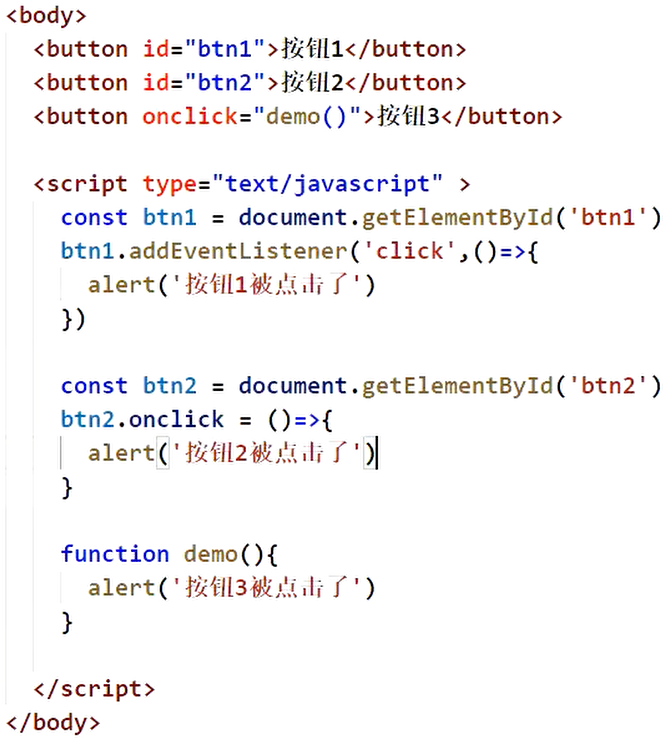 <body>
<button id="btn1">按钮1</button>
<button id="btn2">按钮2</button>
<button onclick="demo()">按钮3</button>
<script type="text/javascript" >
const btn1 = document.getElementById('btn1')
btn1.addEventListener('click',()=>{
alert('按钮1被点击了')
})
const btn2 = document.getElementById('btn2')
btn2.onclick = ()=>{
alert('按钮2被点击了')
}
function demo(){
alert('按钮3被点击了')
}
</script>
</body>